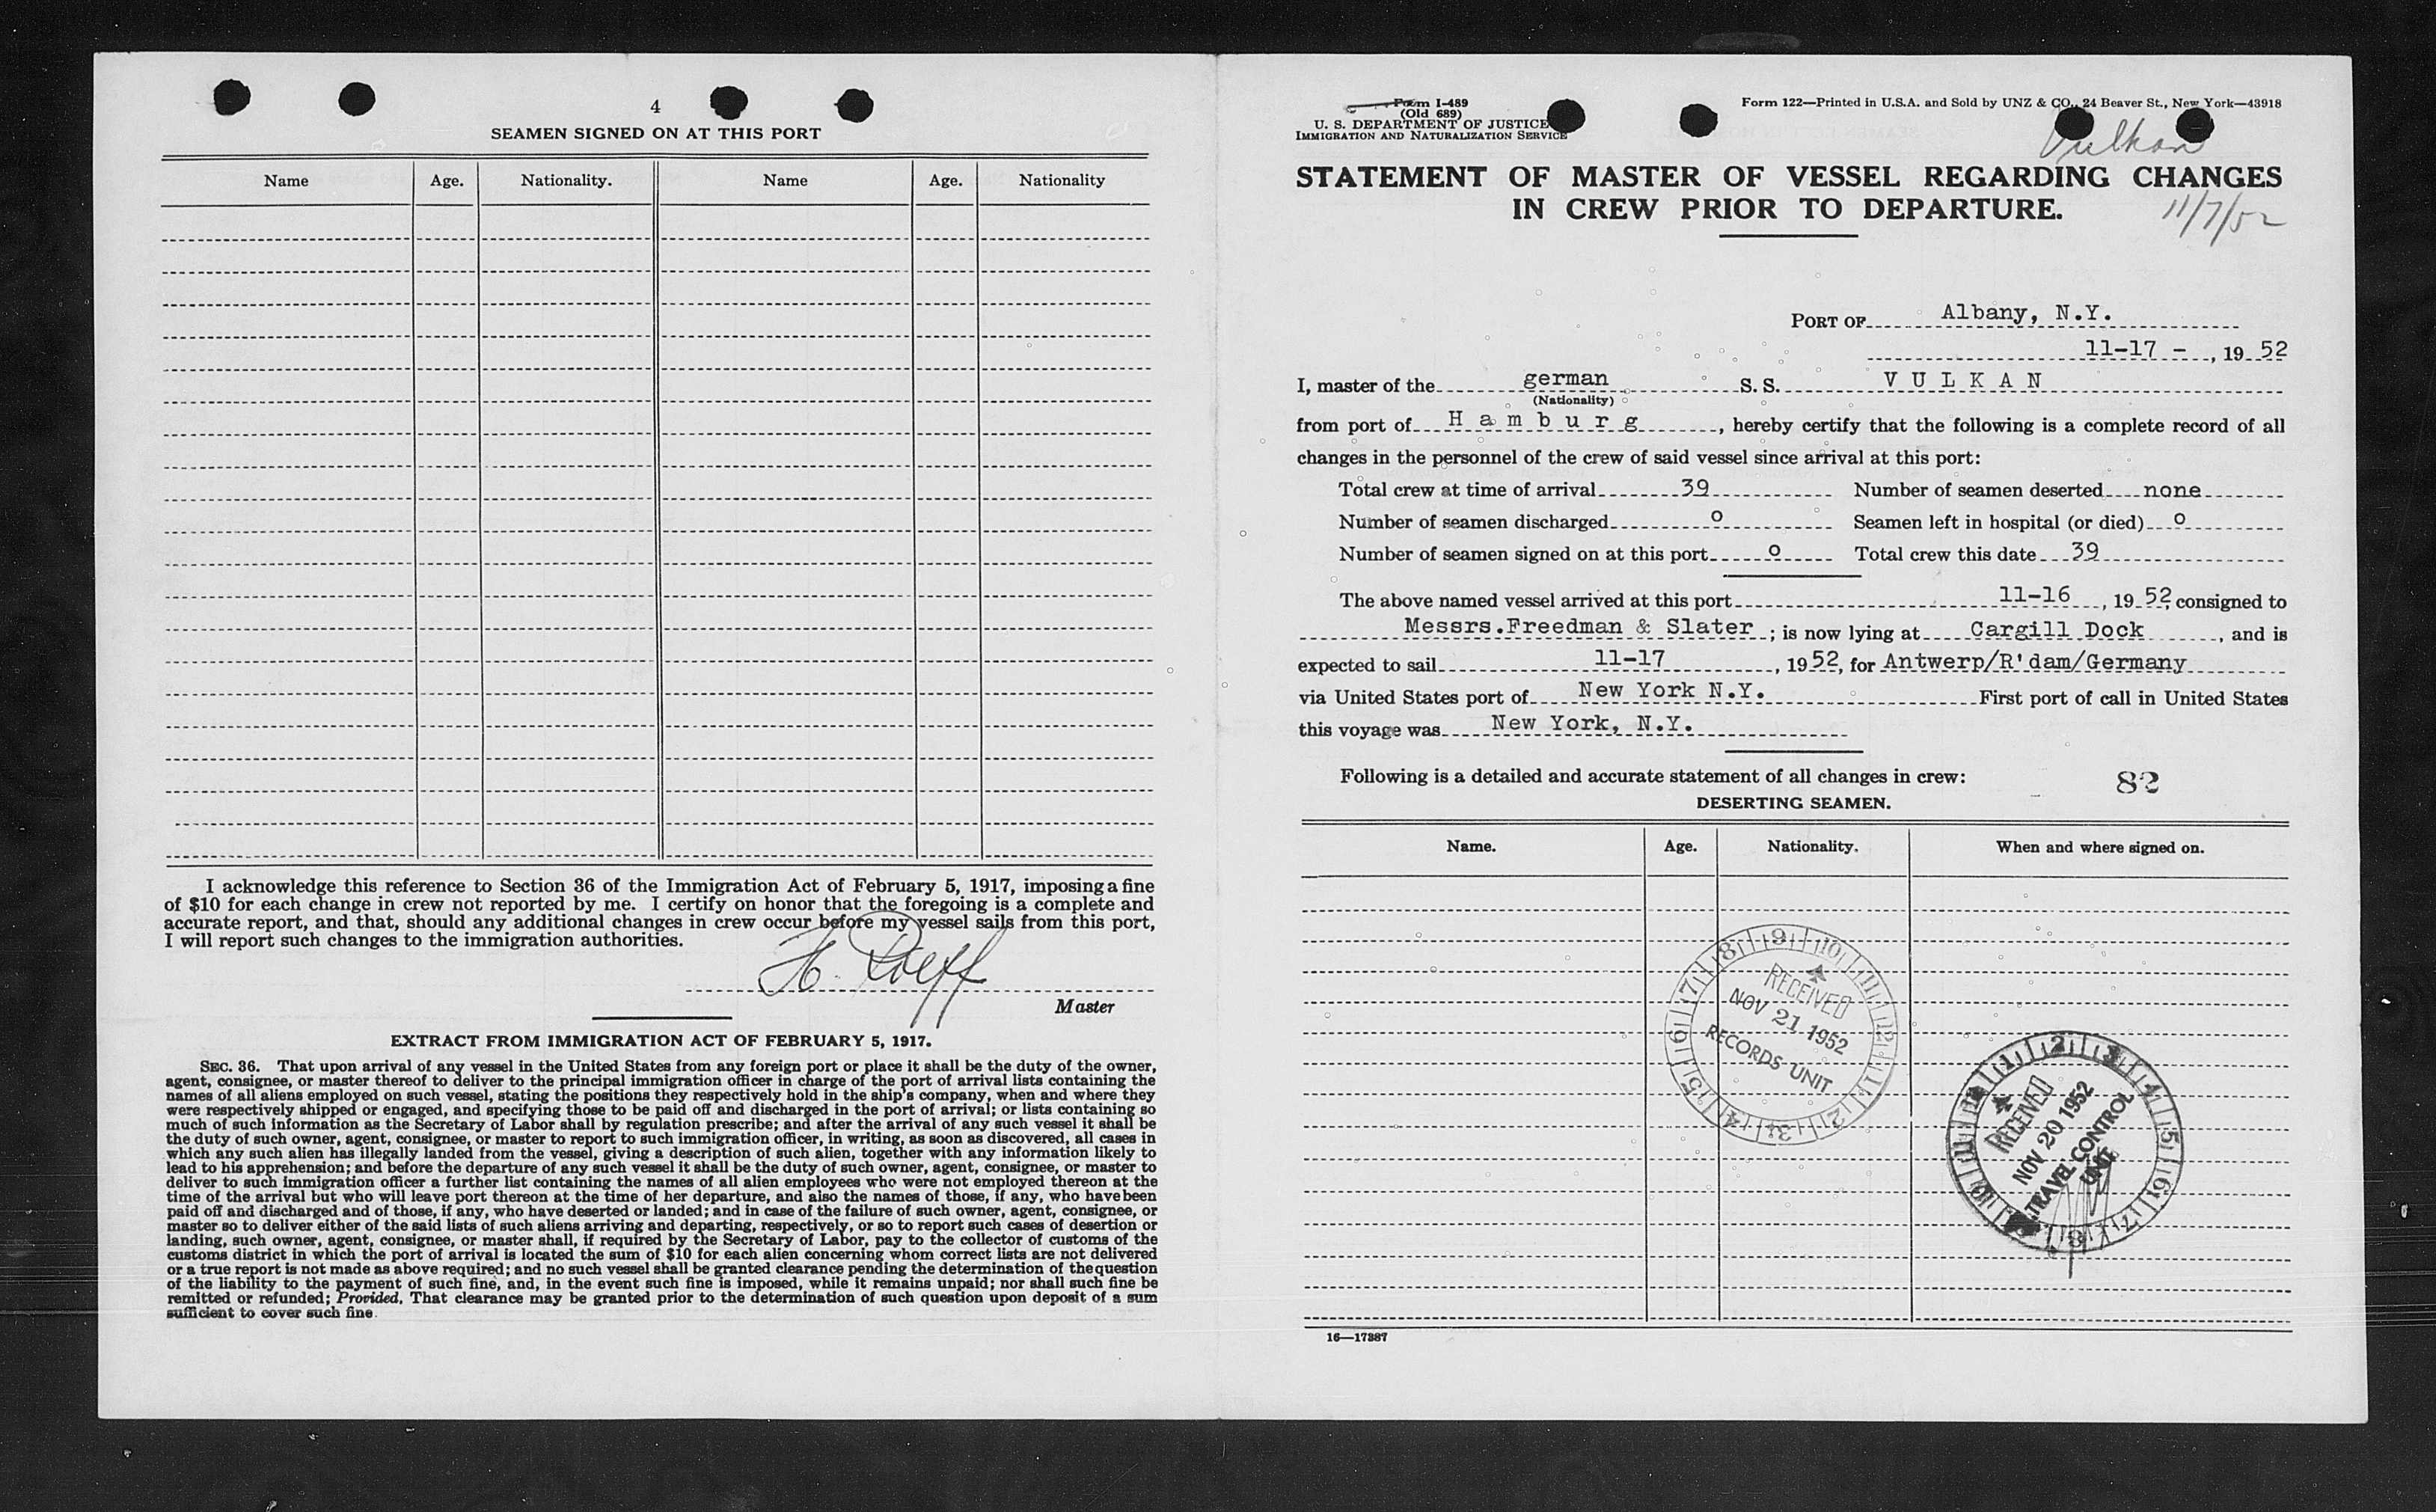 4
SEAMEN SIGNED ON AT THIS PORT
Name Age. Nationality. Name Age. Nationality
I acknowledge this reference to Section 36 of the Immigration Act of February 5, 1917, imposing a fine
of $10 for each change in crew not reported by me. I certify on honor that the foregoing is a complete and
accurate report, and that, should any additional changes in crew occur before my vessel sails from this port,
I will report such changes to the immigration authorities.
H.
Master
EXTRACT FROM IMMIGRATION ACT OF FEBRUARY 5, 1917.
SEC. 36. That upon arrival of any vessel in the United States from any foreign port or place it shall be the duty of the owner,
agent, consignee, or master thereof to deliver to the principal immigration officer in charge of the port of arrival lists containing the
names of all aliens employed on such vessel, stating the positions they respectively hold in the ship's company, when and where they
were respectively shipped or engaged, and specifying those to be paid off and discharged in the port of arrival; or lists containing so
much of such information as the Secretary of Labor shall by regulation prescribe; and after the arrival of any such vessel it shall be
the duty of such owner, agent, consignee, or master to report to such immigration officer, in writing, as soon as discovered, all cases in
which any such alien has illegally landed from the vessel, giving a description of such alien, together with any information likely to
lead to his apprehension; and before the departure of any such vessel it shall be the duty of such owner, agent, consignee, or master to
deliver to such immigration officer a further list containing the names of all alien employees who were not employed thereon at the
time of the arrival but who will leave port thereon at the time of her departure, and also the names of those, if any, who have been
paid off and discharged and of those, if any, who have deserted or landed; and in case of the failure of such owner, agent, consignee, or
master so to deliver either of the said lists of such aliens arriving and departing, respectively, or so to report such cases of desertion or
landing, such owner, agent, consignee, or master shall, if required by the Secretary of Labor, pay to the collector of customs of the
customs district in which the port of arrival is located the sum of $10 for each alien concerning whom correct lists are not delivered
or a true report is not made as above required; and no such vessel shall be granted clearance pending the determination of the question
of the liability to the payment of such fine, and, in the event such fine is imposed, while it remains unpaid; nor shall such fine be
remitted or refunded; Provided, That clearance may be granted prior to the determination of such question upon deposit of a sum
sufficient to cover such fine.
Form I-489
(Old 689)
U. S. DEPARTMENT OF JUSTICE
IMMIGRATION AND NATURALIZATION SERVICE
Form 122—Printed in U.S.A. and Sold by UNZ & CO., 24 Beaver St., New York—43918
Vulkan
STATEMENT OF MASTER OF VESSEL REGARDING CHANGES
IN CREW PRIOR TO DEPARTURE.
11/7/52
PORT OF Albany, N.Y.
11-17 - , 19 52
I, master of the german S. S. V U L K A N
(Nationality)
from port of H a m b u r g , hereby certify that the following is a complete record of all
changes in the personnel of the crew of said vessel since arrival at this port:
Total crew at time of arrival 39 Number of seamen deserted none
Number of seamen discharged o Seamen left in hospital (or died) o
Number of seamen signed on at this port o Total crew this date 39
The above named vessel arrived at this port 11-16 , 19 52, consigned to
Messrs.Freedman & Slater ; is now lying at Cargill Dock , and is
expected to sail 11-17 , 19 52, for Antwerp/R'dam/Germany
via United States port of New York N.Y. First port of call in United States
this voyage was New York, N.Y.
Following is a detailed and accurate statement of all changes in crew:
82
DESERTING SEAMEN.
Name. Age. Nationality. When and where signed on.
8 9 10 11 12 1 2 3 4 5 6 7
RECEIVED
NOV 21 1952
RECORDS UNIT
1 2 3 4 5 6 7 8 10 11
RECEIVED
NOV 20 1952
TRAVEL CONTROL
UNIT
16—17387